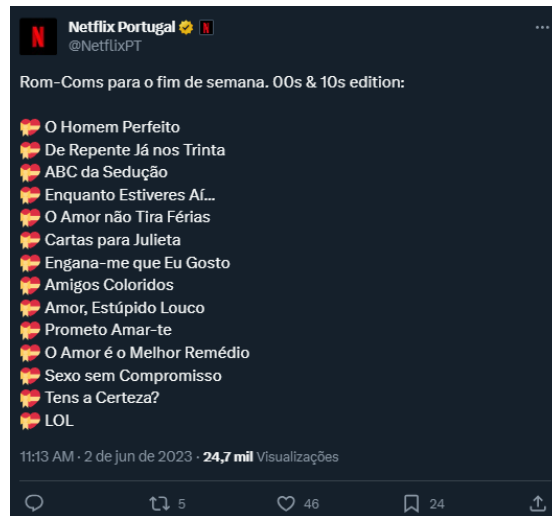 Netflix Portugal
@NetflixPT
Rom-Coms para o fim de semana. 00s & 10s edition:
💝 O Homem Perfeito
💝 De Repente Já nos Trinta
💝 ABC da Sedução
💝 Enquanto Estiveres Aí...
💝 O Amor não Tira Férias
💝 Cartas para Julieta
💝 Engana-me que Eu Gosto
💝 Amigos Coloridos
💝 Amor, Estúpido Louco
💝 Prometo Amar-te
💝 O Amor é o Melhor Remédio
💝 Sexo sem Compromisso
💝 Tens a Certeza?
💝 LOL
11:13 AM · 2 de jun de 2023 · 24,7 mil Visualizações
5 46 24